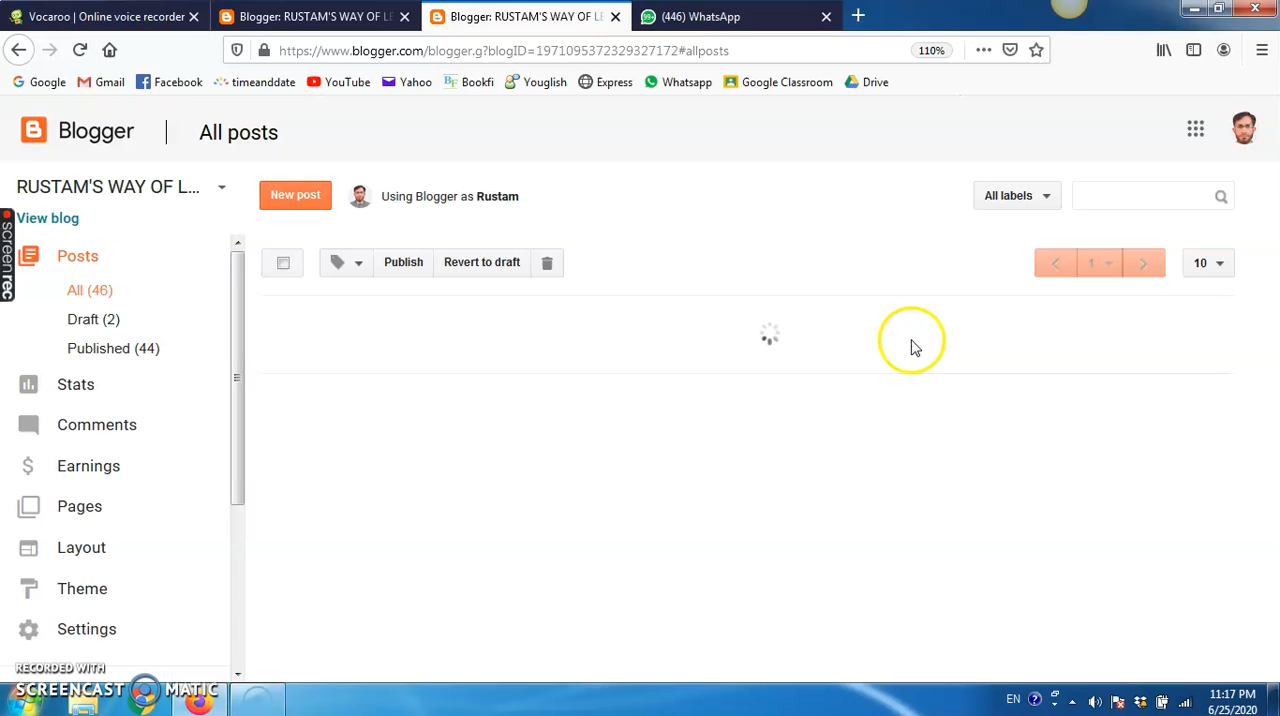 Vocaroo | Online voice recorder
Blogger: RUSTAM'S WAY OF LE
Blogger: RUSTAM'S WAY OF LE
(446) WhatsApp
https://www.blogger.com/blogger.g?blogID=1971095372329327172#allposts
110%
Google
Gmail
Facebook
timeanddate
YouTube
Yahoo
Bookfi
Youglish
Express
Whatsapp
Google Classroom
Drive
Blogger
All posts
RUSTAM'S WAY OF L...
New post
Using Blogger as Rustam
All labels
View blog
Posts
Publish
Revert to draft
1
10
All (46)
Draft (2)
Published (44)
Stats
Comments
Earnings
Pages
Layout
Theme
Settings
screenrec
RECORDED WITH
SCREENCAST MATIC
EN
11:17 PM
6/25/2020